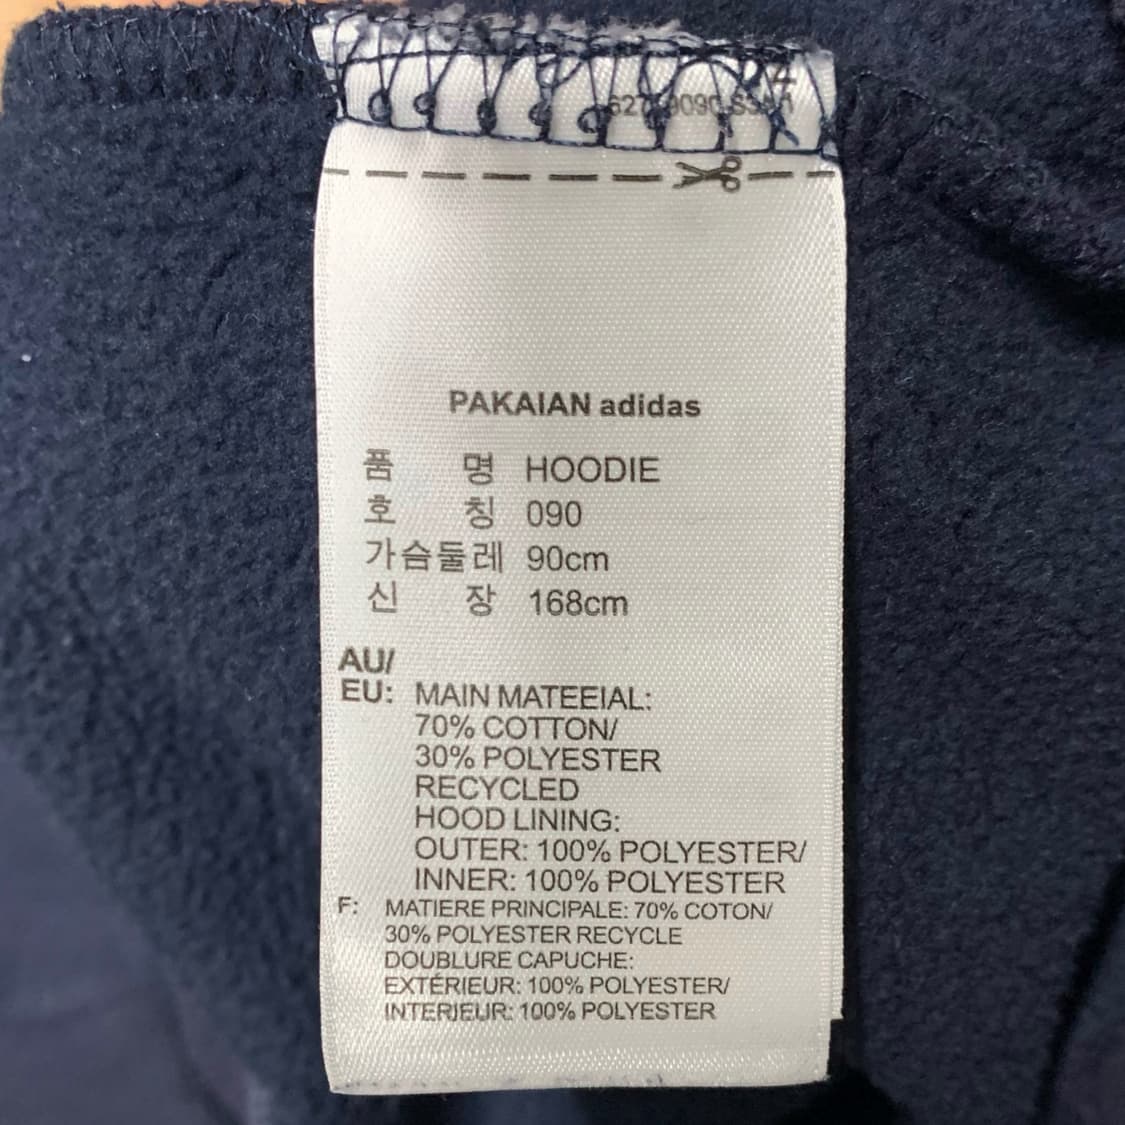 PAKAIAN adidas
품 명 HOODIE
호 칭 090
가슴둘레 90cm
신 장 168cm
AU/
EU: MAIN MATEEIAL:
70% COTTON/
30% POLYESTER
RECYCLED
HOOD LINING:
OUTER: 100% POLYESTER/
INNER: 100% POLYESTER
F: MATIERE PRINCIPALE: 70% COTON/
30% POLYESTER RECYCLE
DOUBLURE CAPUCHE:
EXTÉRIEUR: 100% POLYESTER/
INTERIEUR: 100% POLYESTER